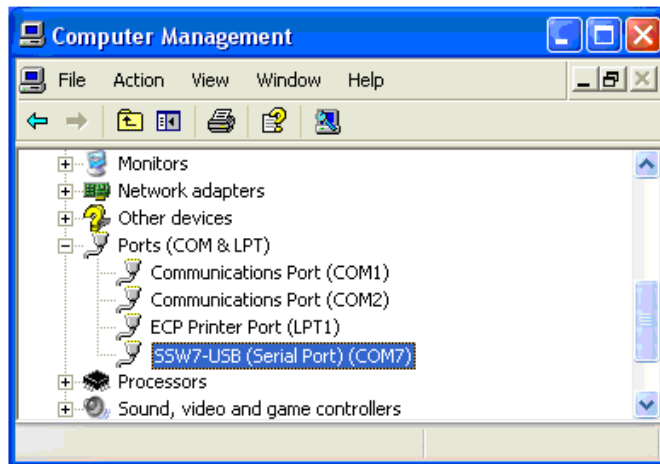 Computer Management
File Action View Window Help
Monitors
Network adapters
Other devices
Ports (COM & LPT)
Communications Port (COM1)
Communications Port (COM2)
ECP Printer Port (LPT1)
SSW7-USB (Serial Port) (COM7)
Processors
Sound, video and game controllers